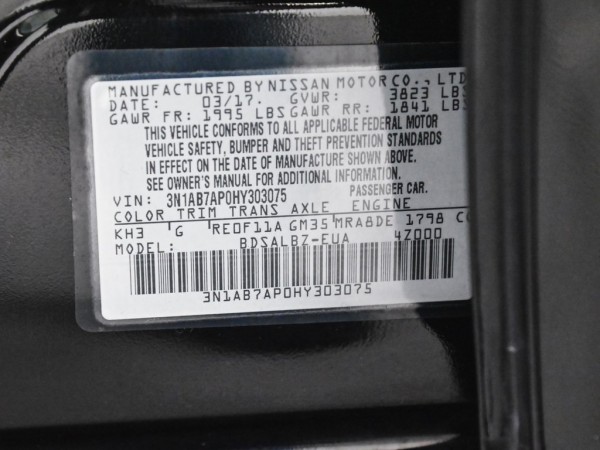 MANUFACTURED BY NISSAN MOTOR CO., LTD
DATE: 03/17. GVWR: 3823 LBS
GAWR FR: 1995 LBS GAWR RR: 1841 LBS
THIS VEHICLE CONFORMS TO ALL APPLICABLE FEDERAL MOTOR
VEHICLE SAFETY, BUMPER AND THEFT PREVENTION STANDARDS
IN EFFECT ON THE DATE OF MANUFACTURE SHOWN ABOVE.
SEE OWNER'S MANUAL FOR ADDITIONAL INFORMATION.
VIN: 3N1AB7AP0HY303075 PASSENGER CAR.
COLOR TRIM TRANS AXLE ENGINE
KH3 G RE0F11A GM35 MRA8DE 1798 CC
MODEL: BDSALBZ-EUA 4Z000
3N1AB7AP0HY303075